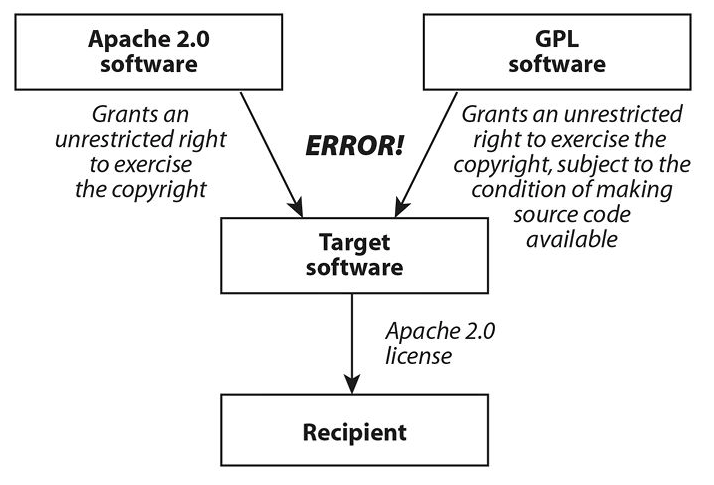 Apache 2.0
software
GPL
software
Grants an
unrestricted right
to exercise
the copyright
ERROR!
Grants an unrestricted
right to exercise the
copyright, subject to the
condition of making
source code
available
Target
software
Apache 2.0
license
Recipient